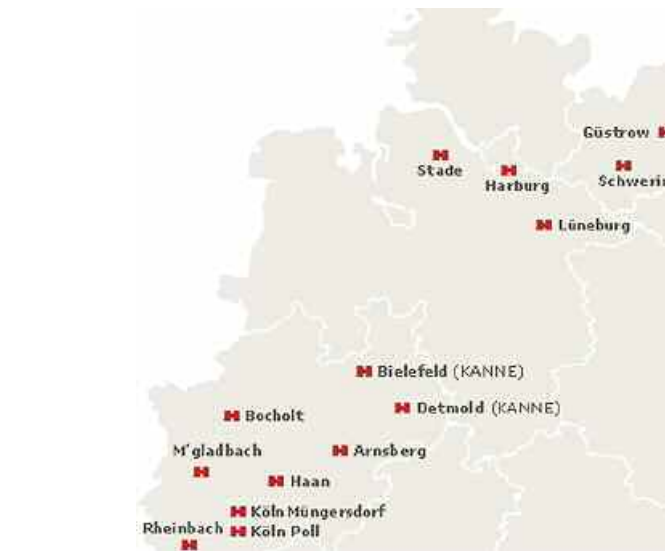 Güstrow
Stade
Harburg
Schwerin
Lüneburg
Bielefeld (KANNE)
Detmold (KANNE)
Bocholt
M'gladbach
Arnsberg
Haan
Köln Müngersdorf
Rheinbach
Köln Poll